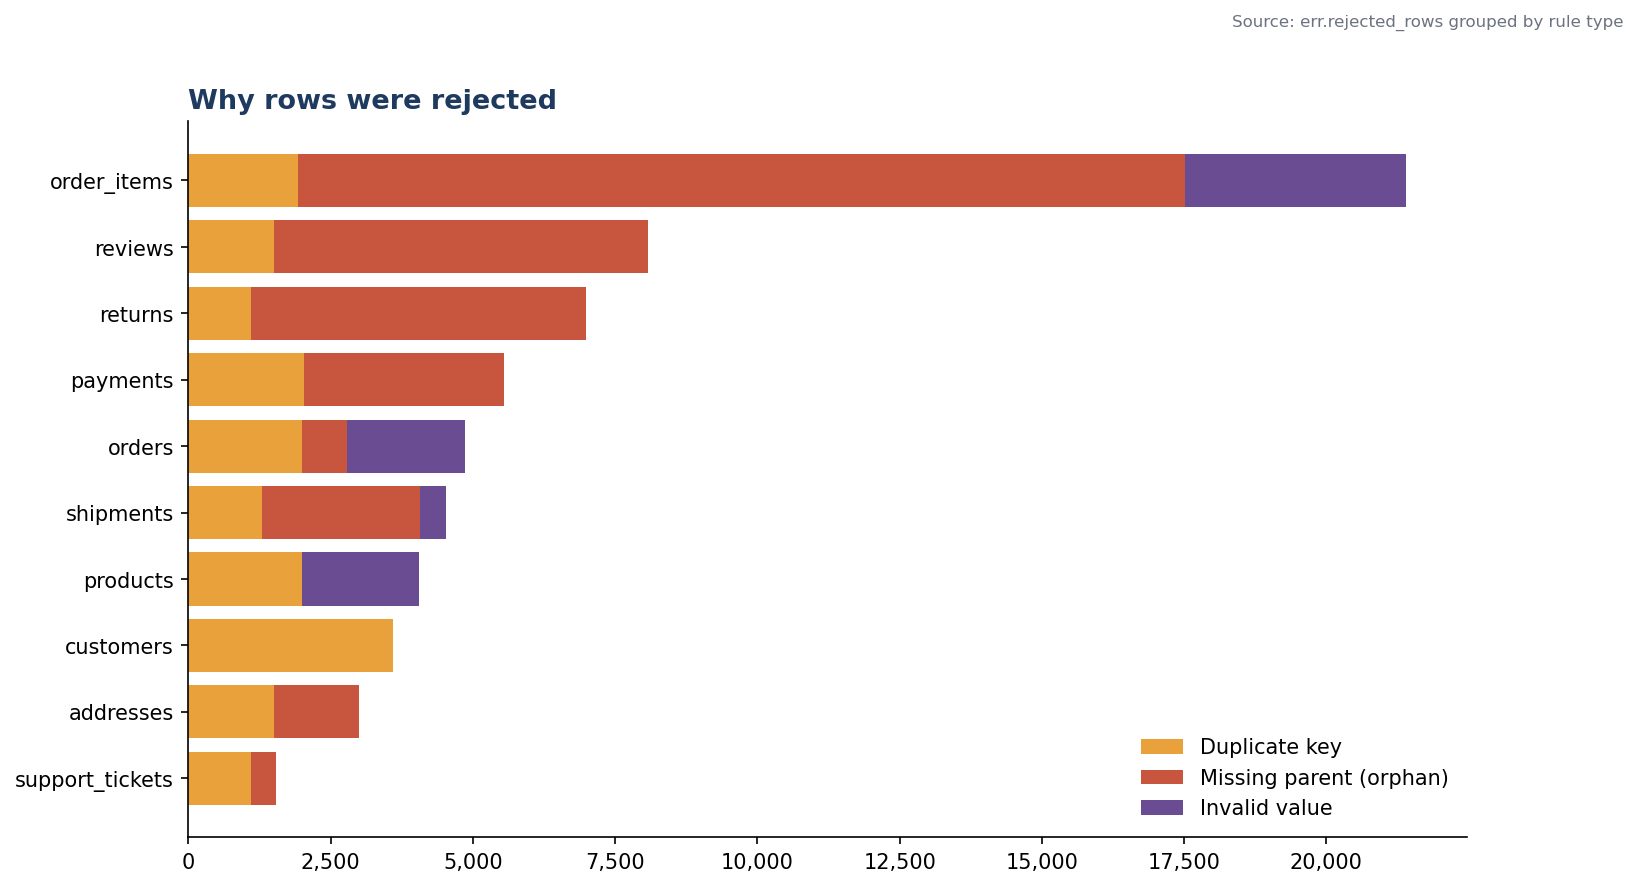 Source: err.rejected_rows grouped by rule type
Why rows were rejected
order_items
reviews
returns
payments
orders
shipments
products
customers
addresses
support_tickets
Duplicate key
Missing parent (orphan)
Invalid value
0 2,500 5,000 7,500 10,000 12,500 15,000 17,500 20,000